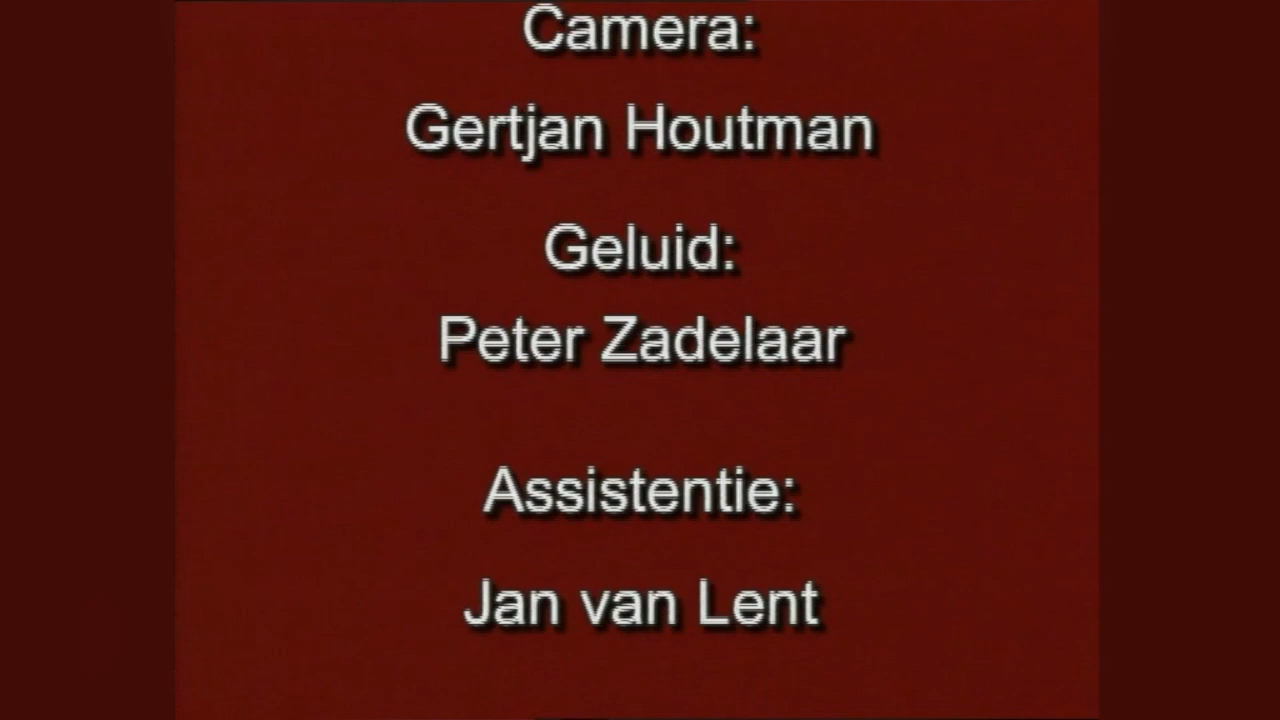 Camera:
Gertjan Houtman
Geluid:
Peter Zadelaar
Assistentie:
Jan van Lent